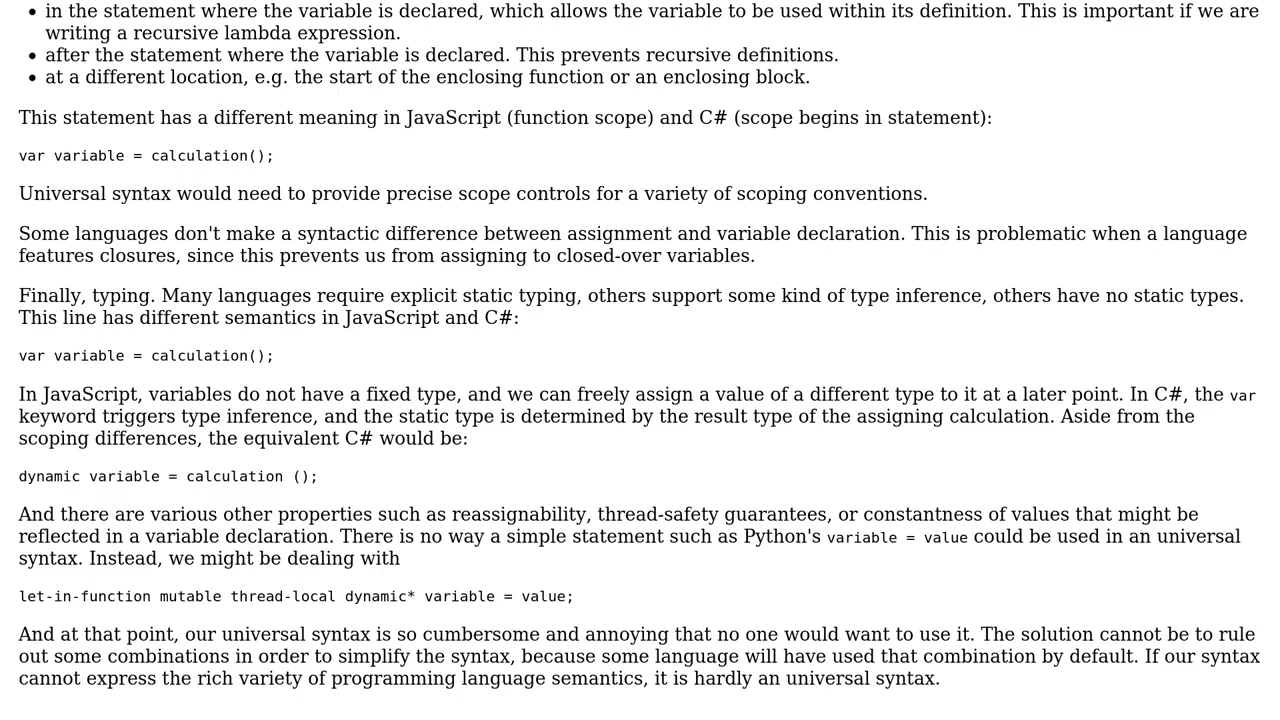 • in the statement where the variable is declared, which allows the variable to be used within its definition. This is important if we are
writing a recursive lambda expression.
• after the statement where the variable is declared. This prevents recursive definitions.
• at a different location, e.g. the start of the enclosing function or an enclosing block.
This statement has a different meaning in JavaScript (function scope) and C# (scope begins in statement):
var variable = calculation();
Universal syntax would need to provide precise scope controls for a variety of scoping conventions.
Some languages don't make a syntactic difference between assignment and variable declaration. This is problematic when a language
features closures, since this prevents us from assigning to closed-over variables.
Finally, typing. Many languages require explicit static typing, others support some kind of type inference, others have no static types.
This line has different semantics in JavaScript and C#:
var variable = calculation();
In JavaScript, variables do not have a fixed type, and we can freely assign a value of a different type to it at a later point. In C#, the var
keyword triggers type inference, and the static type is determined by the result type of the assigning calculation. Aside from the
scoping differences, the equivalent C# would be:
dynamic variable = calculation ();
And there are various other properties such as reassignability, thread-safety guarantees, or constantness of values that might be
reflected in a variable declaration. There is no way a simple statement such as Python's variable = value could be used in an universal
syntax. Instead, we might be dealing with
let-in-function mutable thread-local dynamic* variable = value;
And at that point, our universal syntax is so cumbersome and annoying that no one would want to use it. The solution cannot be to rule
out some combinations in order to simplify the syntax, because some language will have used that combination by default. If our syntax
cannot express the rich variety of programming language semantics, it is hardly an universal syntax.